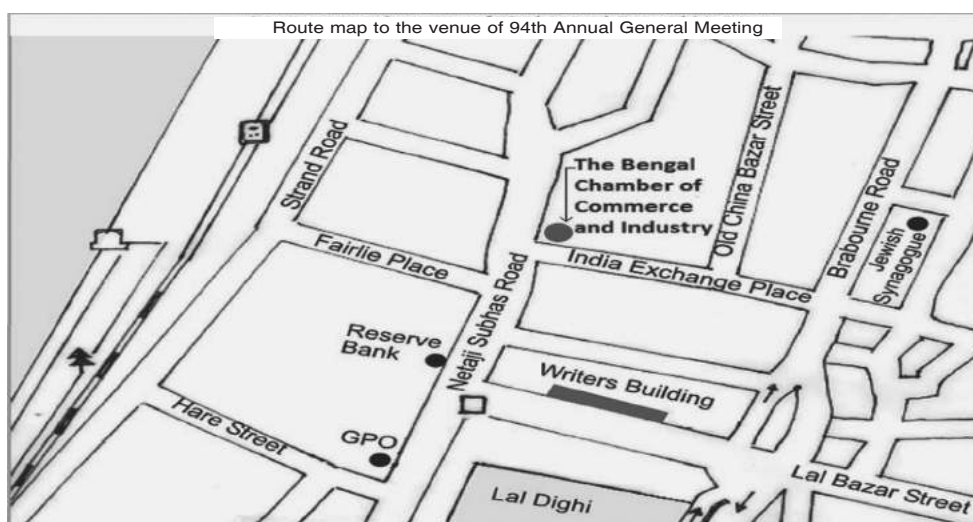 Route map to the venue of 94th Annual General Meeting
Strand Road
Old China Bazar Street
The Bengal
Chamber of
Commerce
and Industry
Brabourne Road
Jewish
Synagogue
Fairlie Place
India Exchange Place
Netaji Subhas Road
Reserve
Bank
Writers Building
Hare Street
GPO
Lal Dighi
Lal Bazar Street